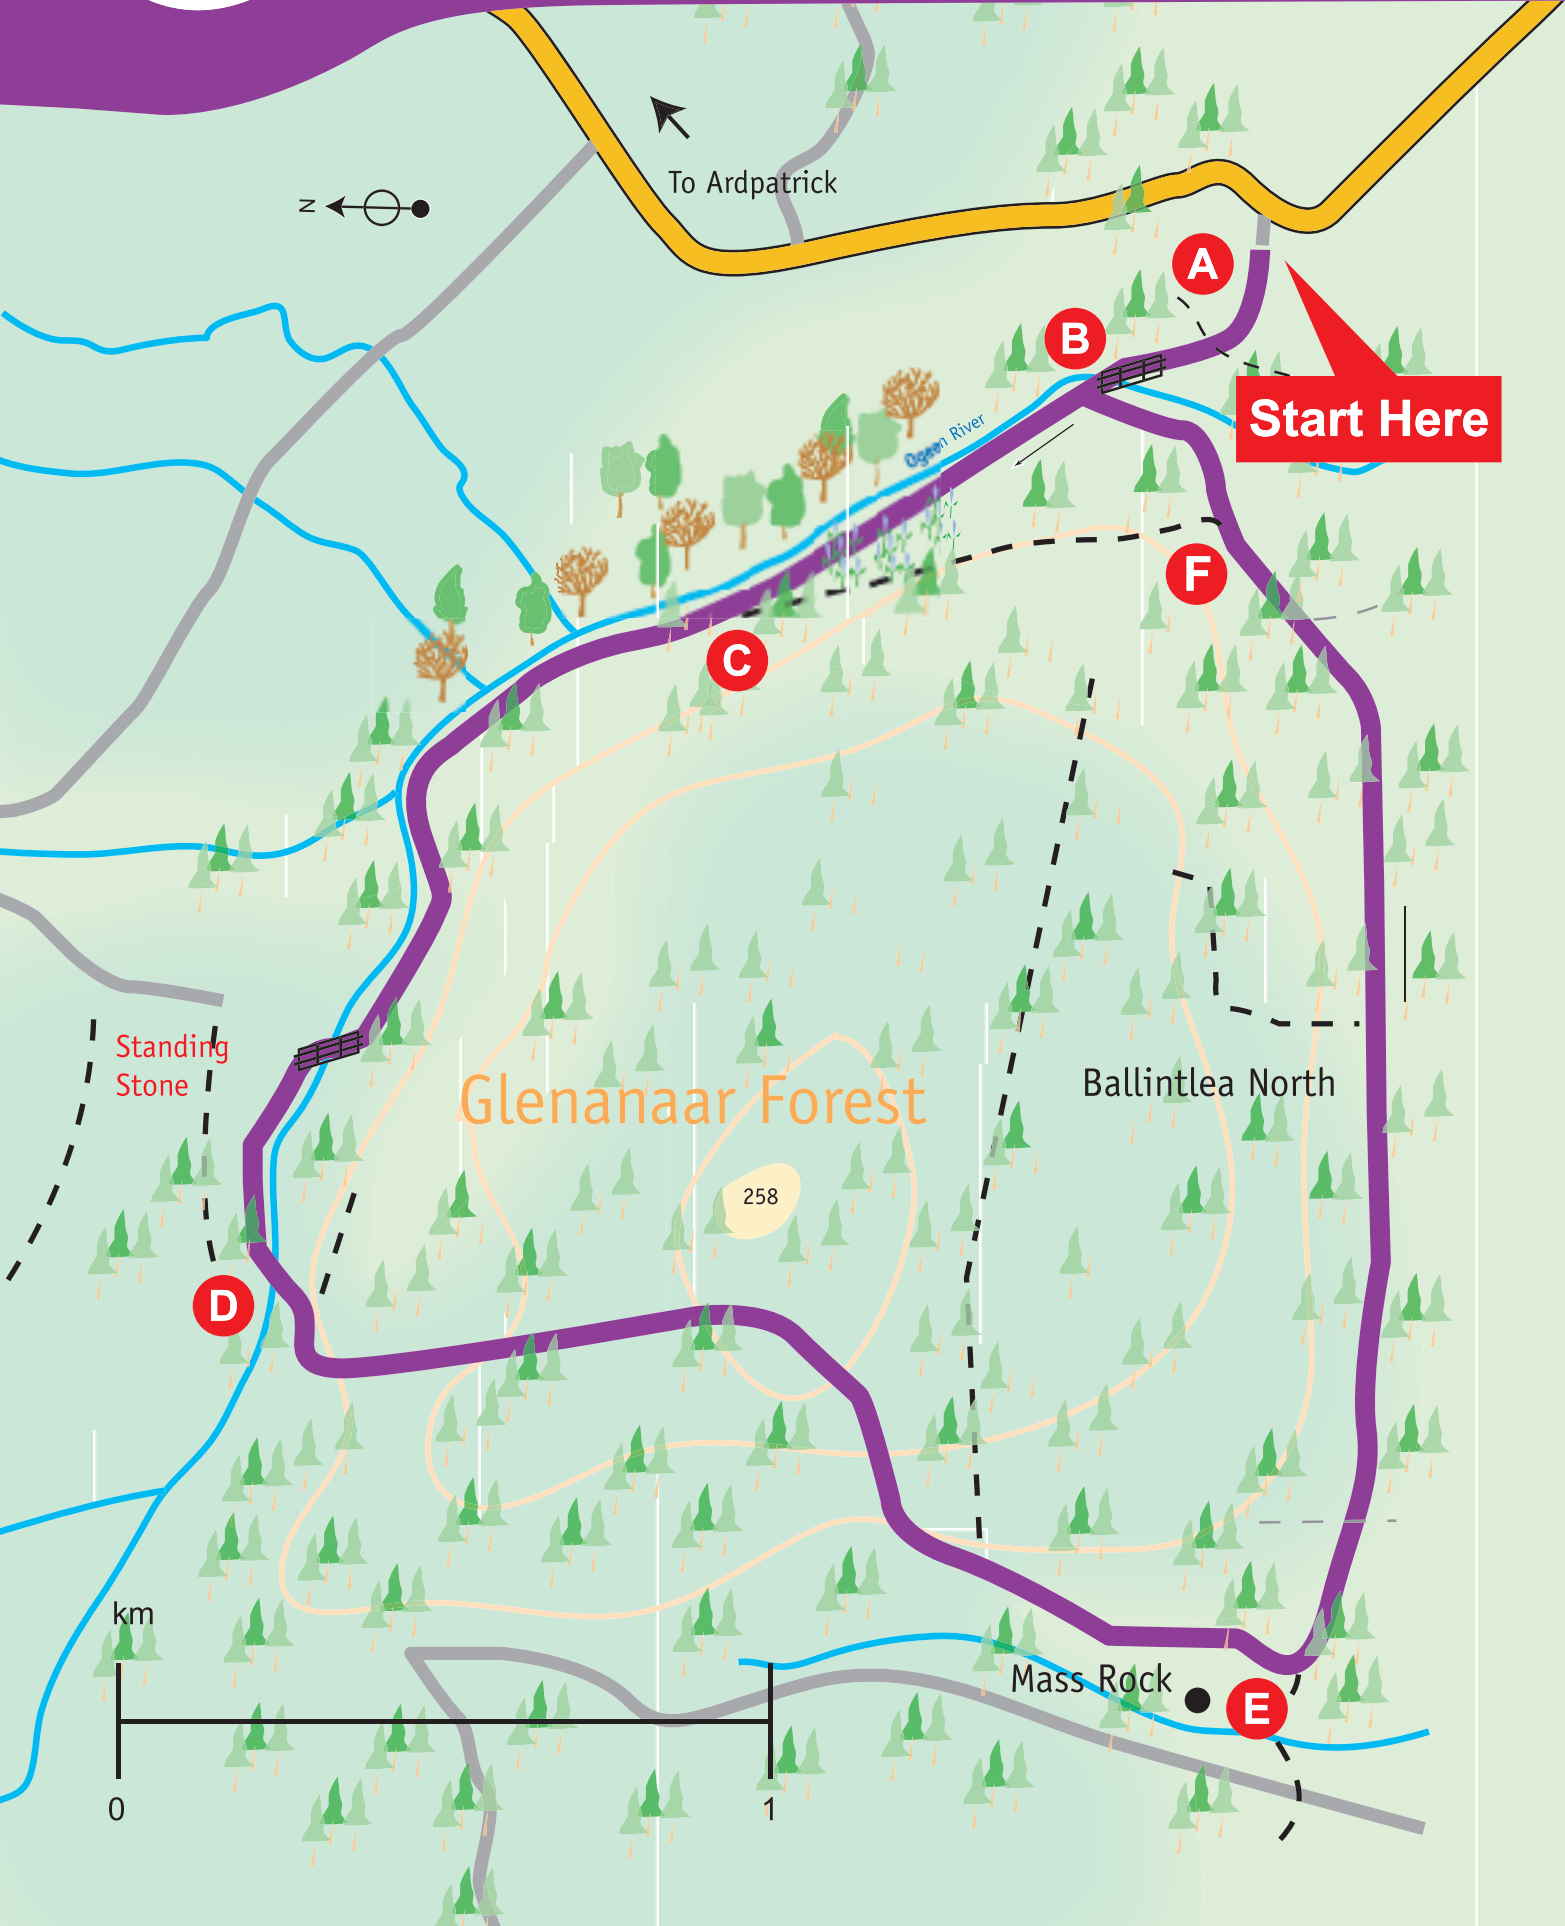 To Ardpatrick
N
A
B
Start Here
Ogeen River
F
C
Standing
Stone
Glenanaar Forest
Ballintlea North
258
D
km
Mass Rock
E
0
1